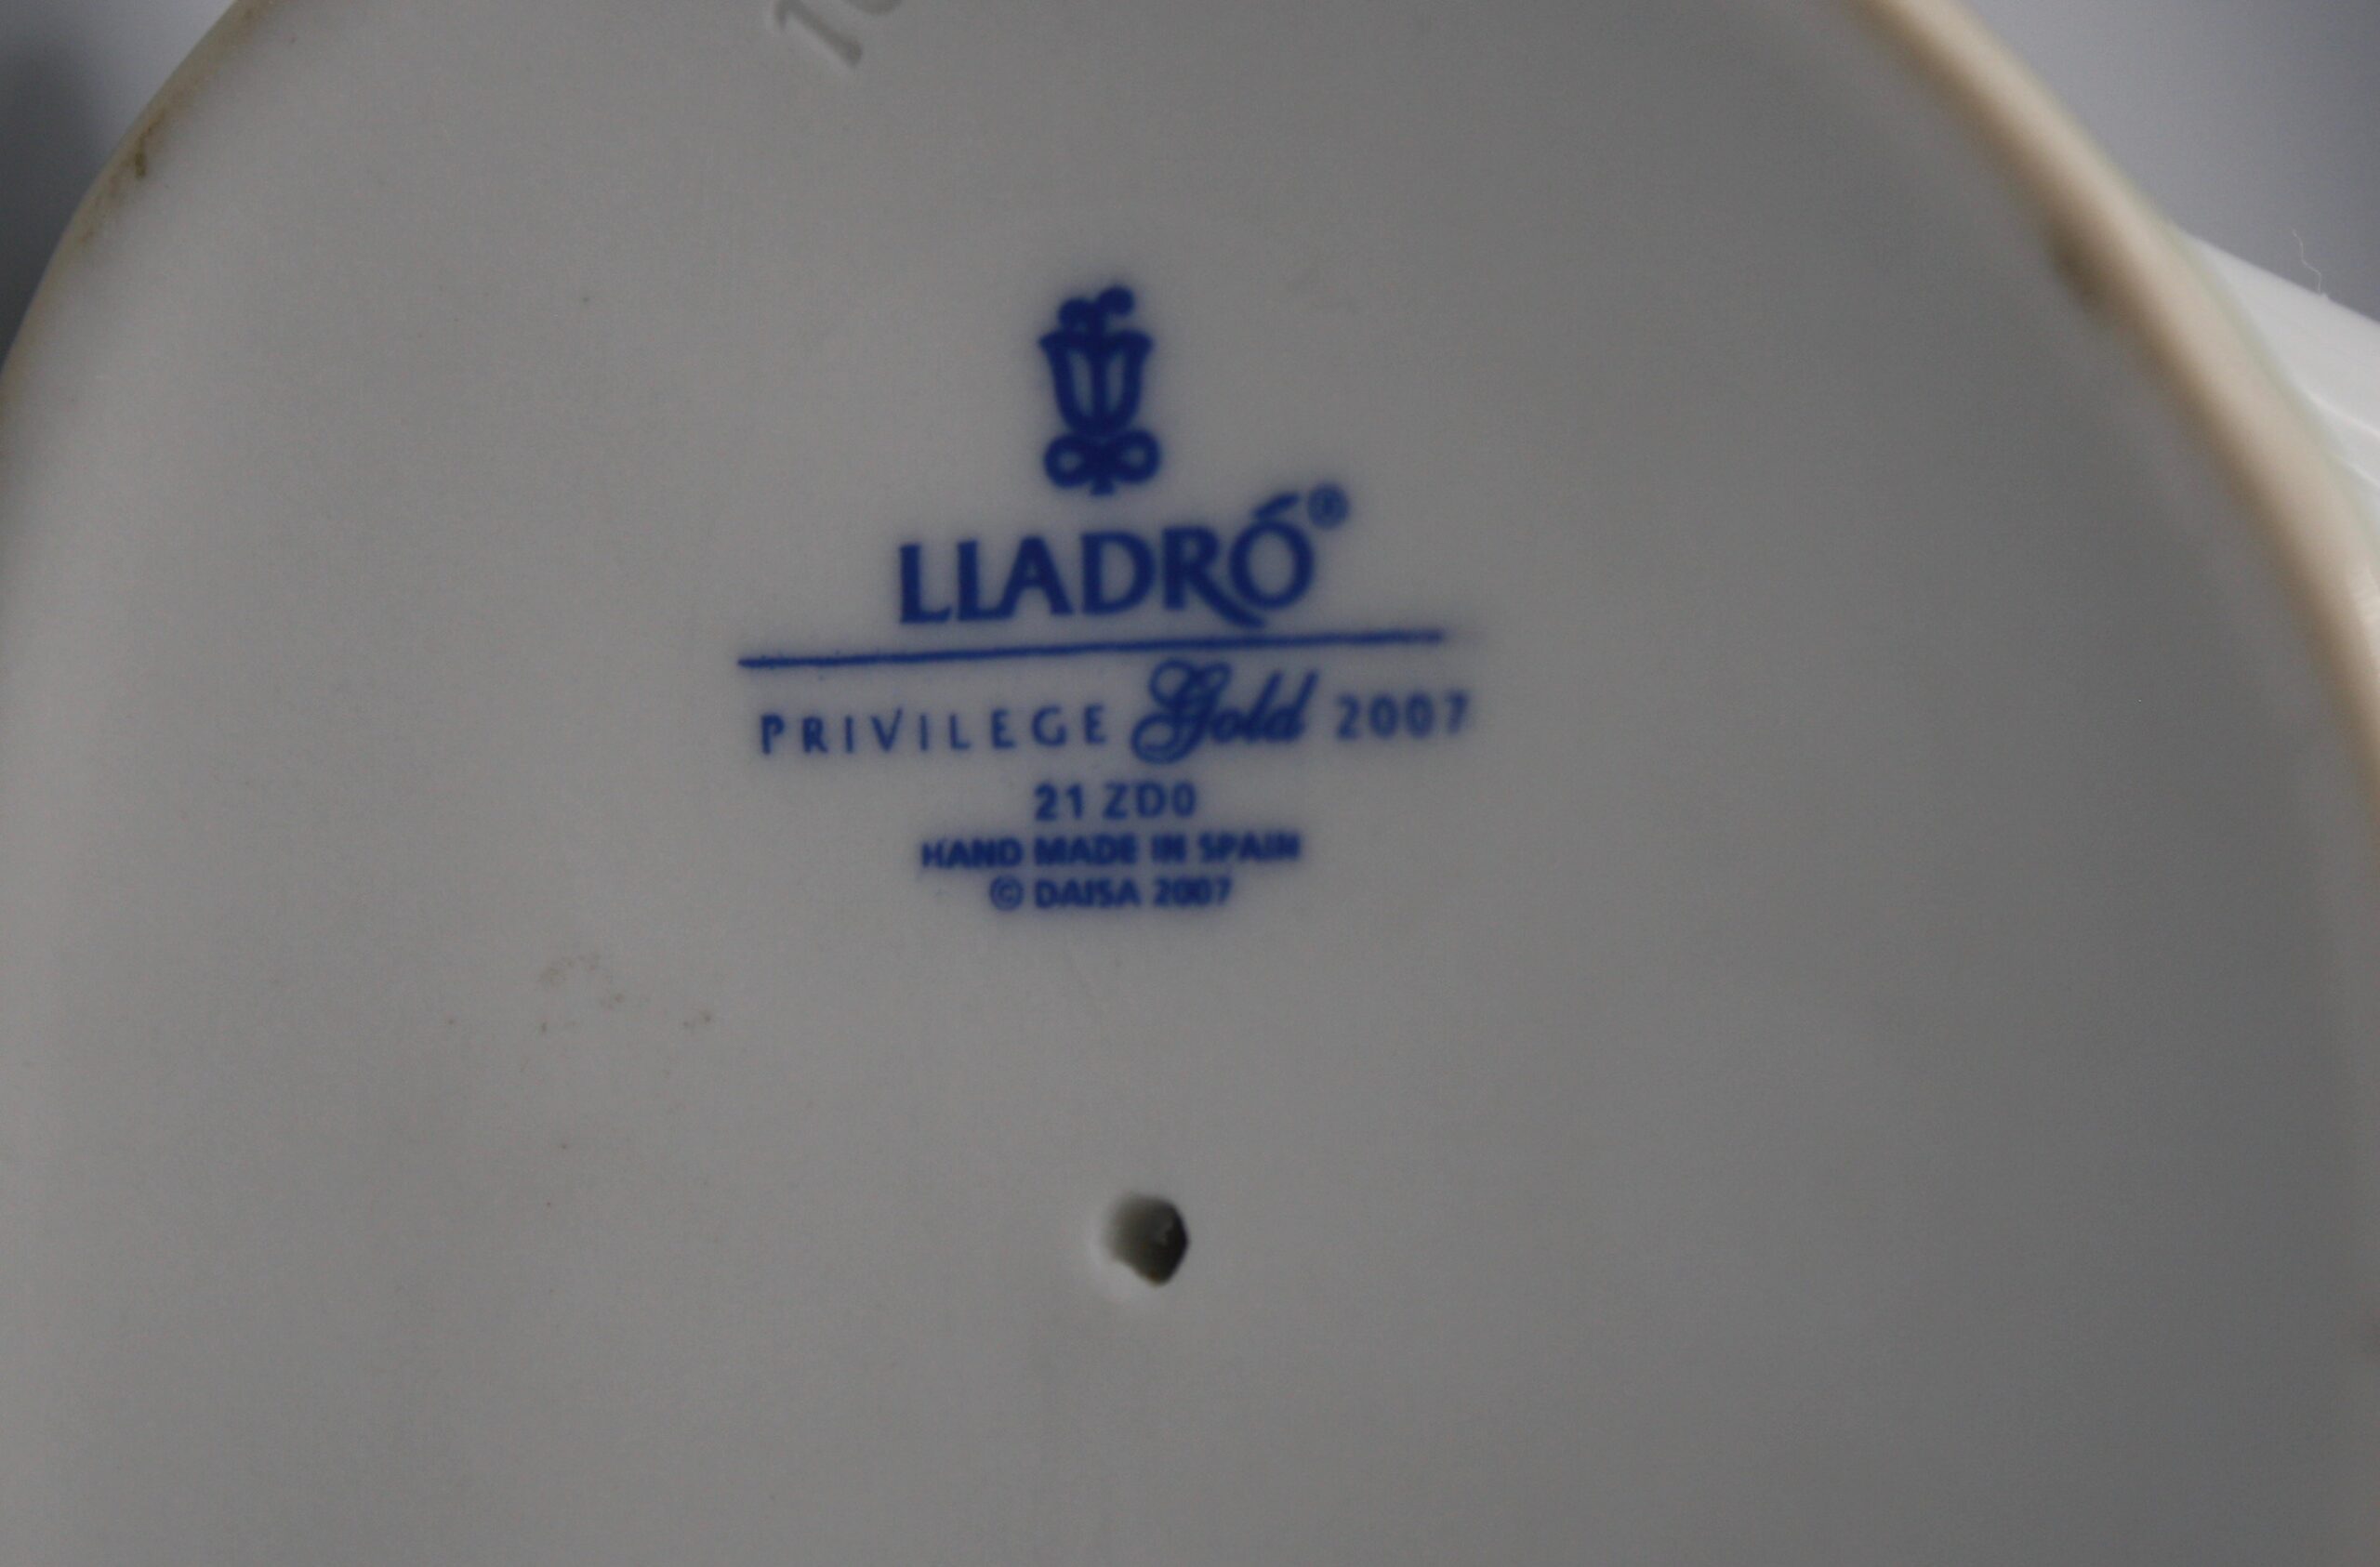 LLADRÓ®
PRIVILEGE Gold 2007
21 ZD0
HAND MADE IN SPAIN
© DAISA 2007